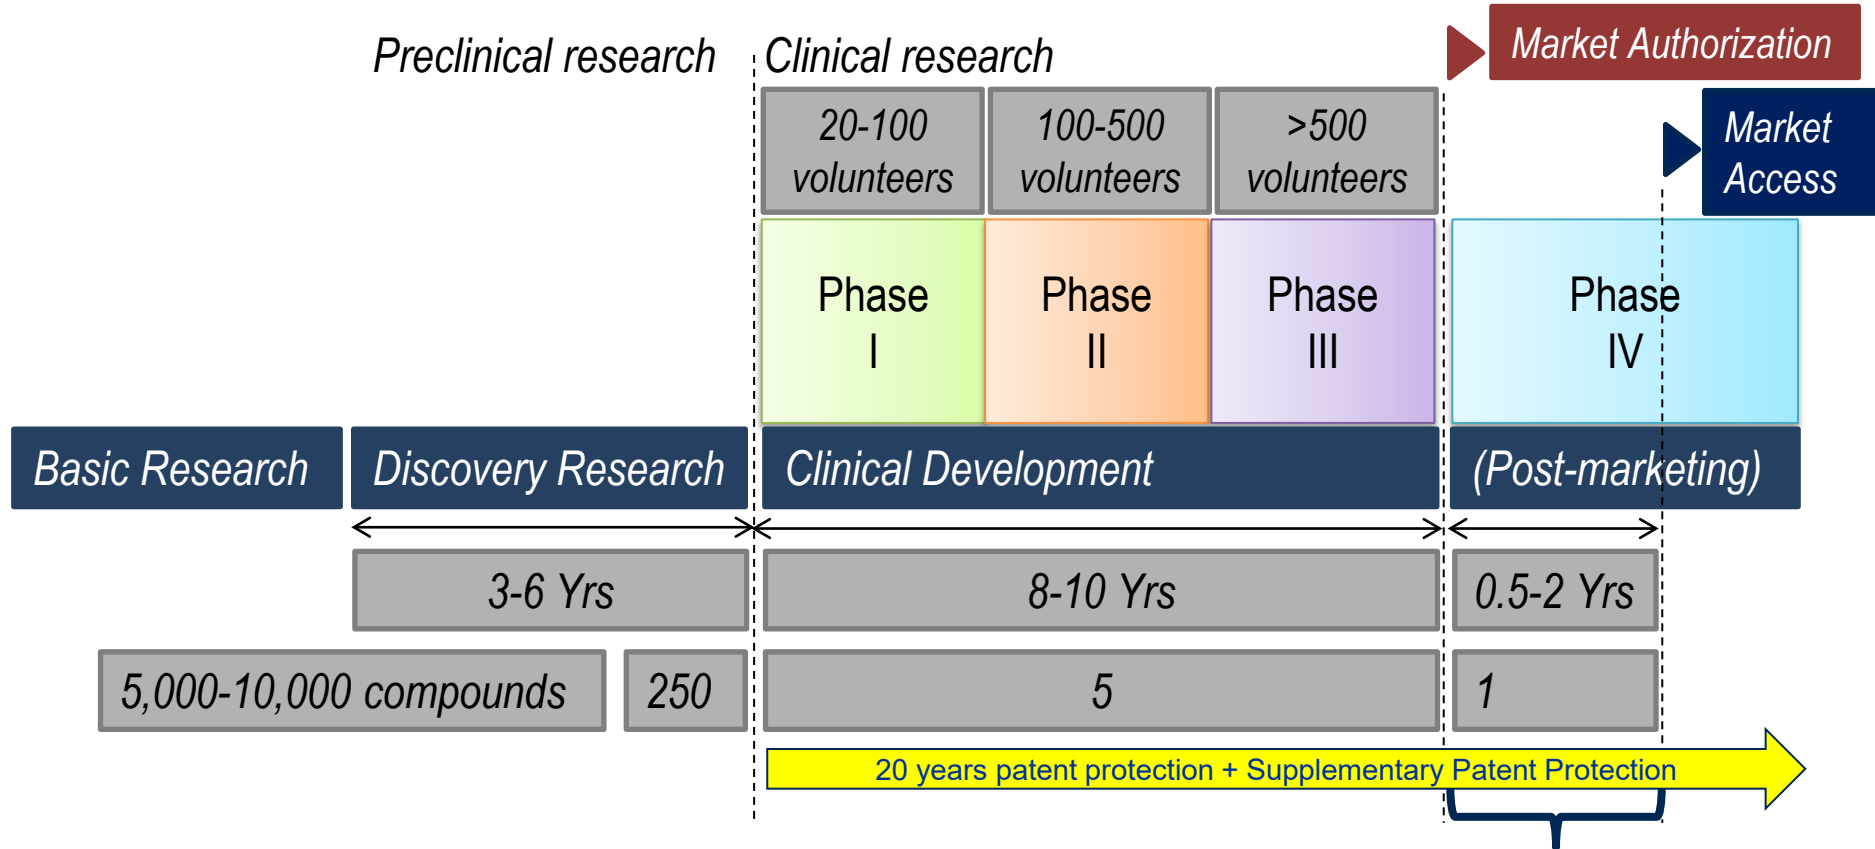 Preclinical research
Clinical research
Market Authorization
Market
Access
20-100
volunteers
100-500
volunteers
>500
volunteers
Phase
I
Phase
II
Phase
III
Phase
IV
Basic Research
Discovery Research
Clinical Development
(Post-marketing)
3-6 Yrs
8-10 Yrs
0.5-2 Yrs
5,000-10,000 compounds
250
5
1
20 years patent protection + Supplementary Patent Protection